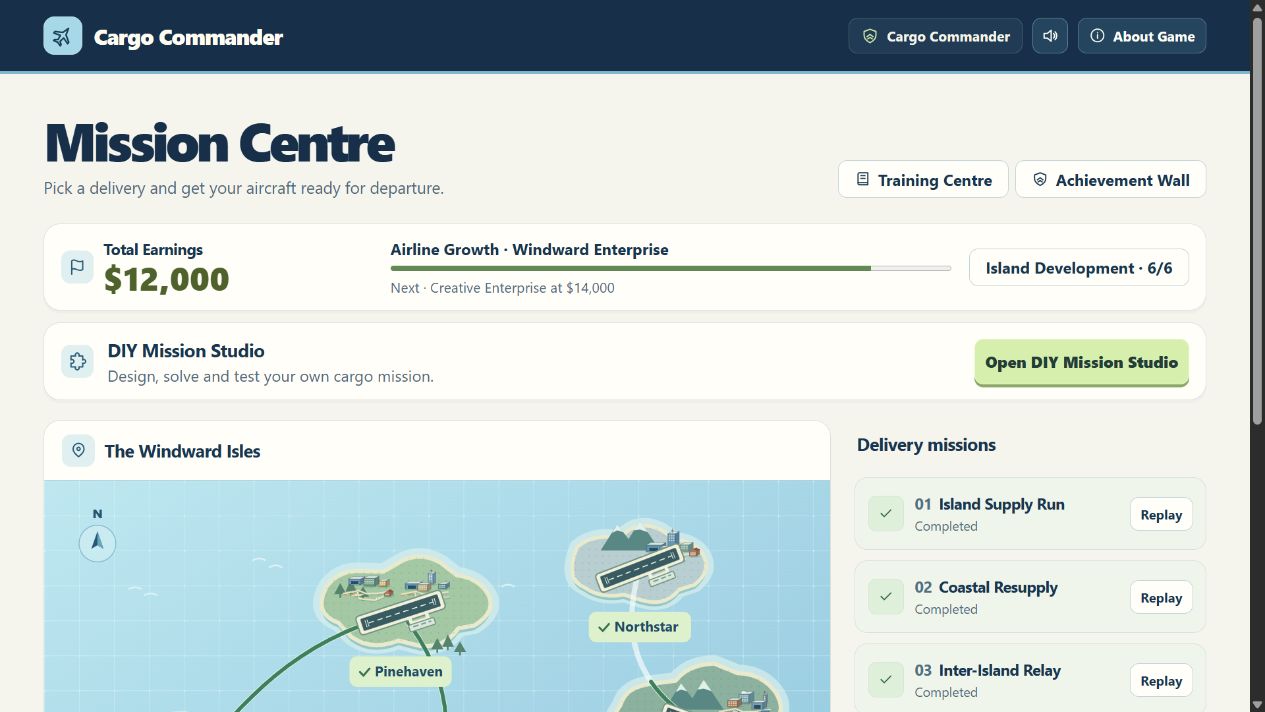 Cargo Commander
Cargo Commander
About Game
Mission Centre
Pick a delivery and get your aircraft ready for departure.
Training Centre
Achievement Wall
Total Earnings
$12,000
Airline Growth · Windward Enterprise
Next · Creative Enterprise at $14,000
Island Development · 6/6
DIY Mission Studio
Design, solve and test your own cargo mission.
Open DIY Mission Studio
The Windward Isles
N
Northstar
Pinehaven
Delivery missions
01 Island Supply Run
Completed
Replay
02 Coastal Resupply
Completed
Replay
03 Inter-Island Relay
Completed
Replay